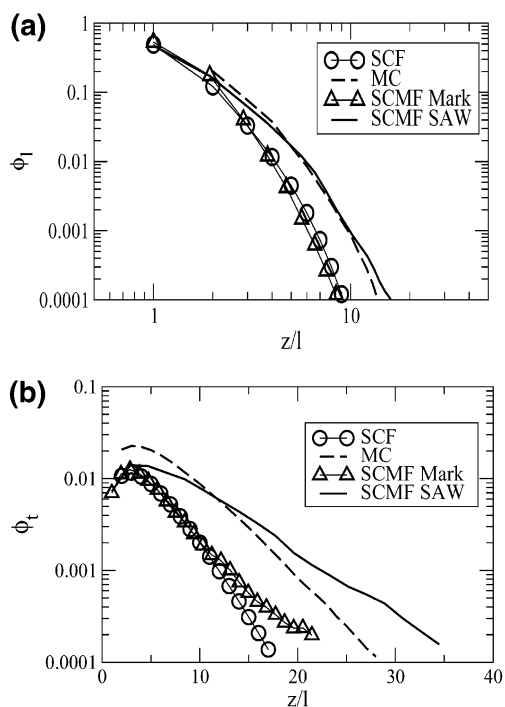 (a)
1
0.1
0.01
0.001
0.0001
ϕl
1
10
z/l
SCF
MC
SCMF Mark
SCMF SAW
(b)
0.1
0.01
0.001
0.0001
ϕt
0
10
20
30
40
z/l
SCF
MC
SCMF Mark
SCMF SAW